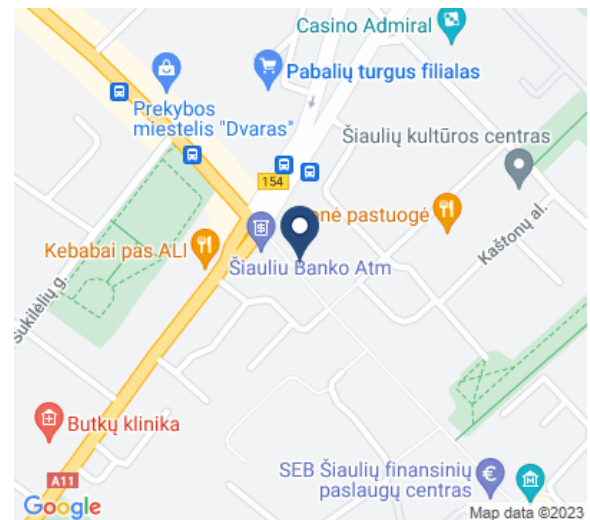 Casino Admiral
Pabalių turgus filialas
Prekybos
miestelis "Dvaras"
Šiaulių kultūros centras
154
onė pastuogė
Kaštonų al.
Kebabai pas ALI
Šiauliu Banko Atm
Sukilėlių g.
Butkų klinika
A11
SEB Šiaulių finansinių
paslaugų centras
Google
Map data ©2023